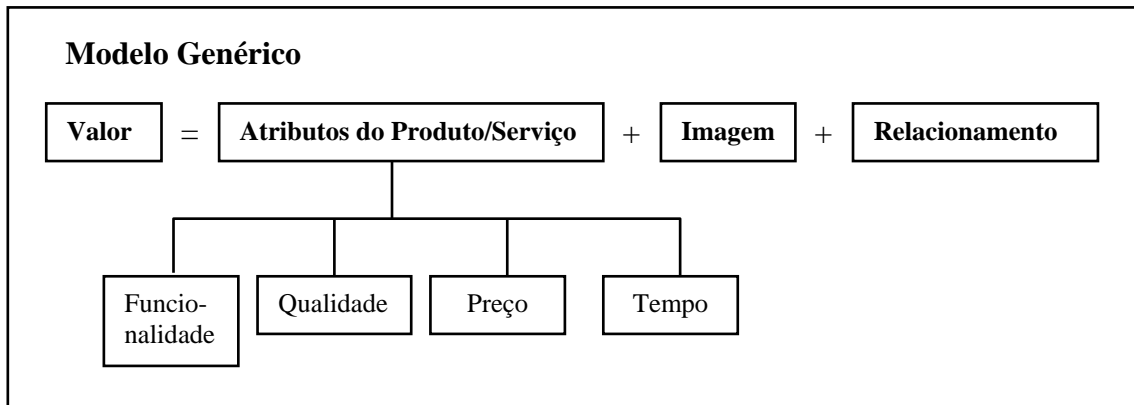 Modelo Genérico
Valor = Atributos do Produto/Serviço + Imagem + Relacionamento
Funcio-
nalidade
Qualidade
Preço
Tempo